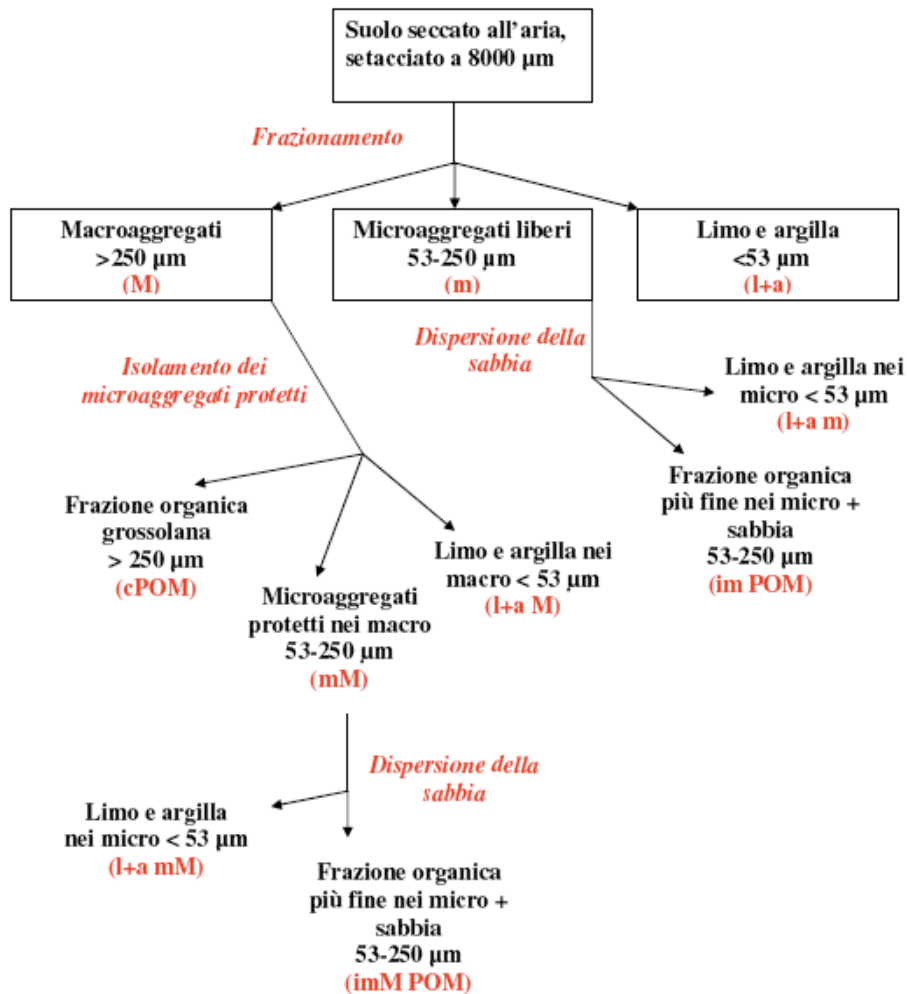 Suolo seccato all'aria,
setacciato a 8000 µm
Frazionamento
Macroaggregati
>250 µm
(M)
Microaggregati liberi
53-250 µm
(m)
Limo e argilla
<53 µm
(l+a)
Isolamento dei
microaggregati protetti
Dispersione della
sabbia
Limo e argilla nei
micro < 53 µm
(l+a m)
Frazione organica
più fine nei micro +
sabbia
53-250 µm
(im POM)
Frazione organica
grossolana
> 250 µm
(cPOM)
Microaggregati
protetti nei macro
53-250 µm
(mM)
Limo e argilla nei
macro < 53 µm
(l+a M)
Dispersione della
sabbia
Limo e argilla
nei micro < 53 µm
(l+a mM)
Frazione organica
più fine nei micro +
sabbia
53-250 µm
(imM POM)